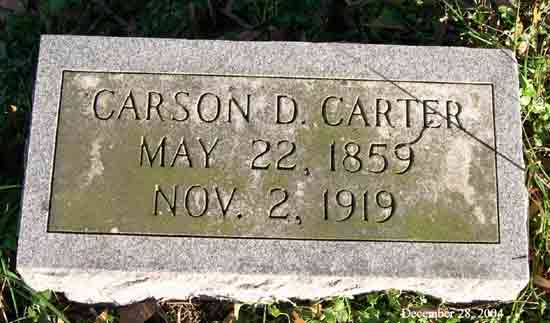 CARSON D. CARTER
MAY 22, 1859
NOV. 2, 1919
December 28, 2004